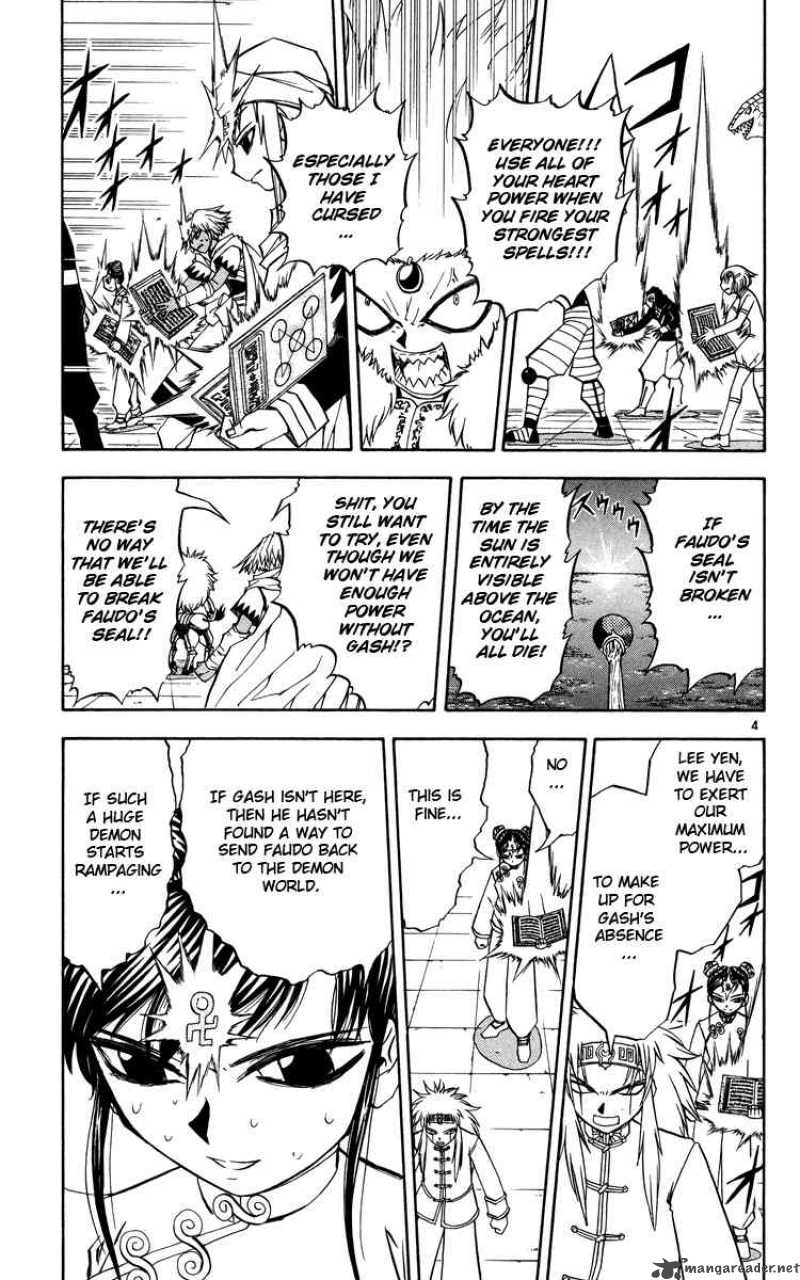 EVERYONE!!!
USE ALL OF
YOUR HEART
POWER WHEN
YOU FIRE YOUR
STRONGEST
SPELLS!!!
ESPECIALLY
THOSE I
HAVE
CURSED
...
IF
FAUDO'S
SEAL
ISN'T
BROKEN
...
BY THE
TIME THE
SUN IS
ENTIRELY
VISIBLE
ABOVE THE
OCEAN,
YOU'LL
ALL DIE!
SHIT, YOU
STILL WANT
TO TRY, EVEN
THOUGH WE
WON'T HAVE
ENOUGH
POWER
WITHOUT
GASH!?
THERE'S
NO WAY
THAT WE'LL
BE ABLE
TO BREAK
FAUDO'S
SEAL!!
4
LEE YEN,
WE HAVE
TO EXERT
OUR
MAXIMUM
POWER...
TO MAKE
UP FOR
GASH'S
ABSENCE
...
NO
...
THIS IS
FINE...
IF GASH ISN'T HERE,
THEN HE HASN'T
FOUND A WAY TO
SEND FAUDO BACK
TO THE DEMON
WORLD.
IF SUCH
A HUGE
DEMON
STARTS
RAMPAGING
...
mangareader.net